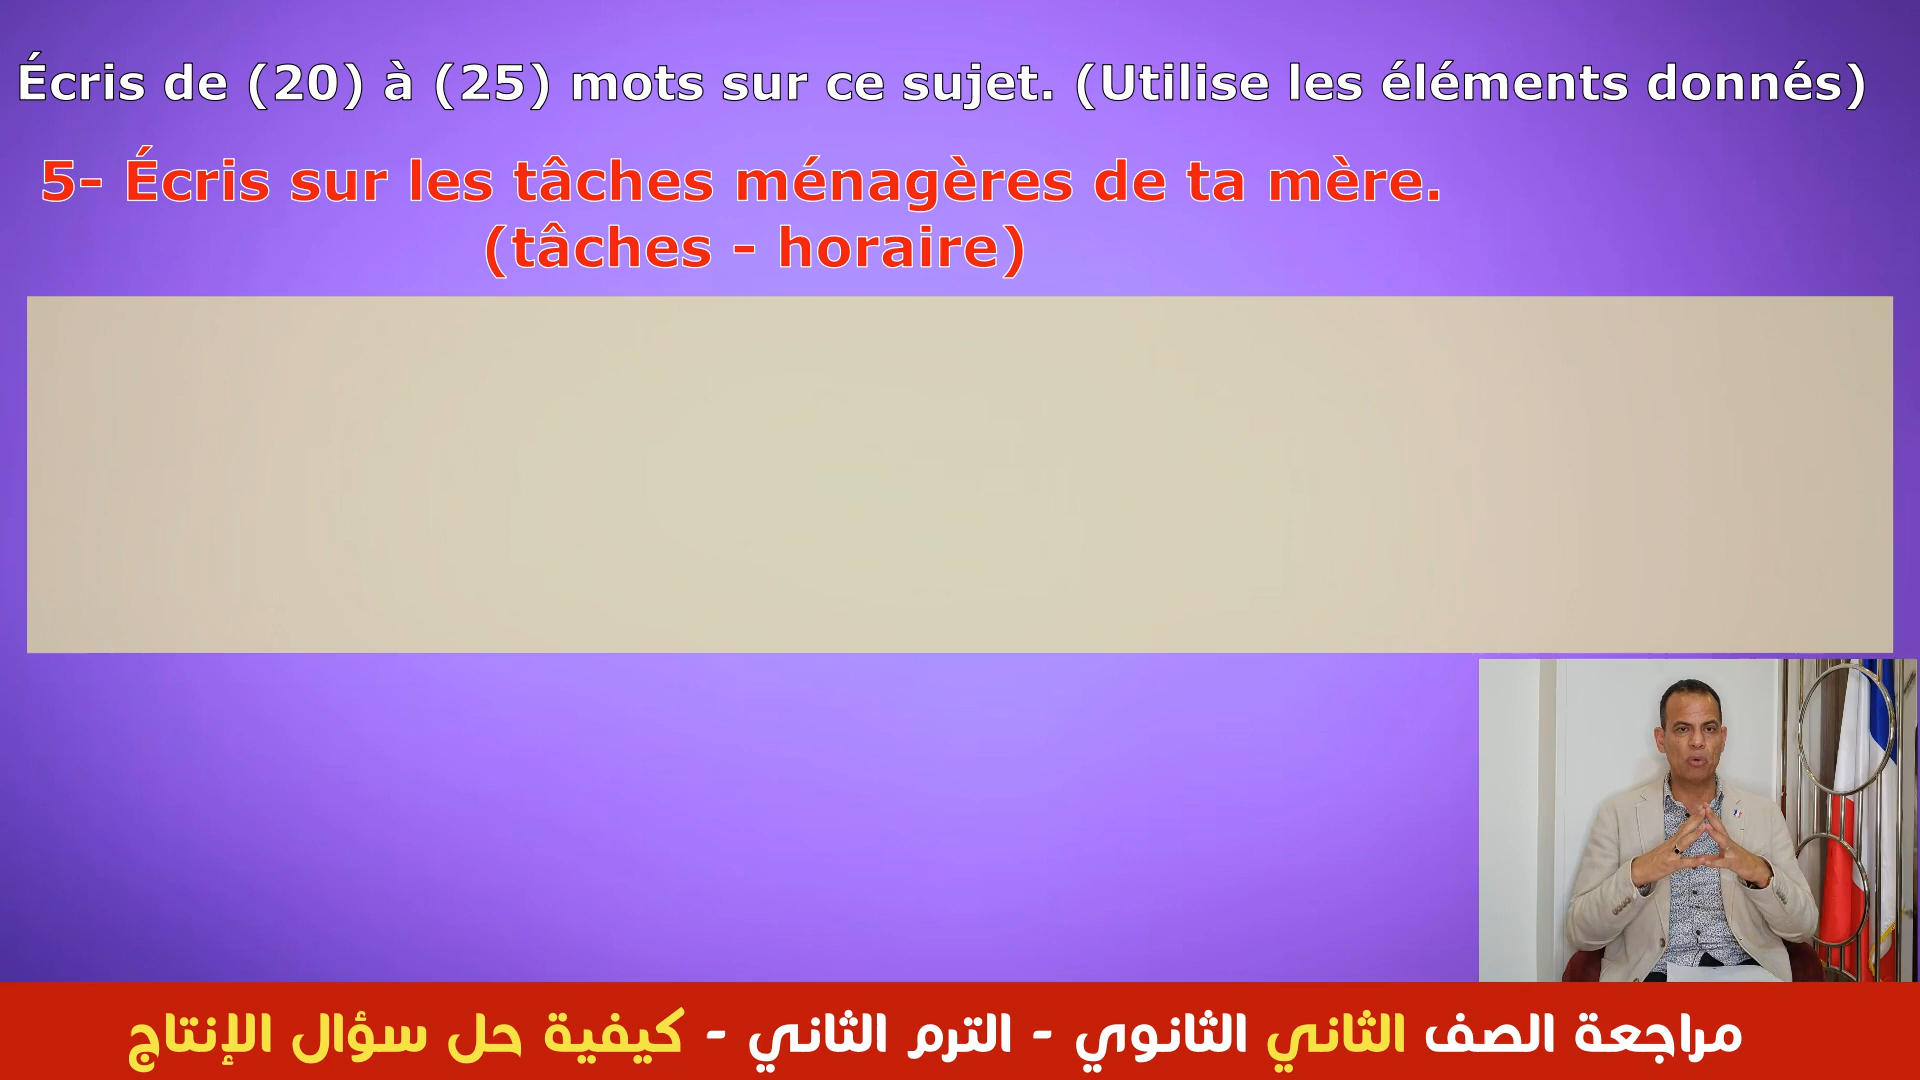 Écris de (20) à (25) mots sur ce sujet. (Utilise les éléments donnés)
5- Écris sur les tâches ménagères de ta mère.
(tâches - horaire)
مراجعة الصف الثاني الثانوي - الترم الثاني - كيفية حل سؤال الإنتاج